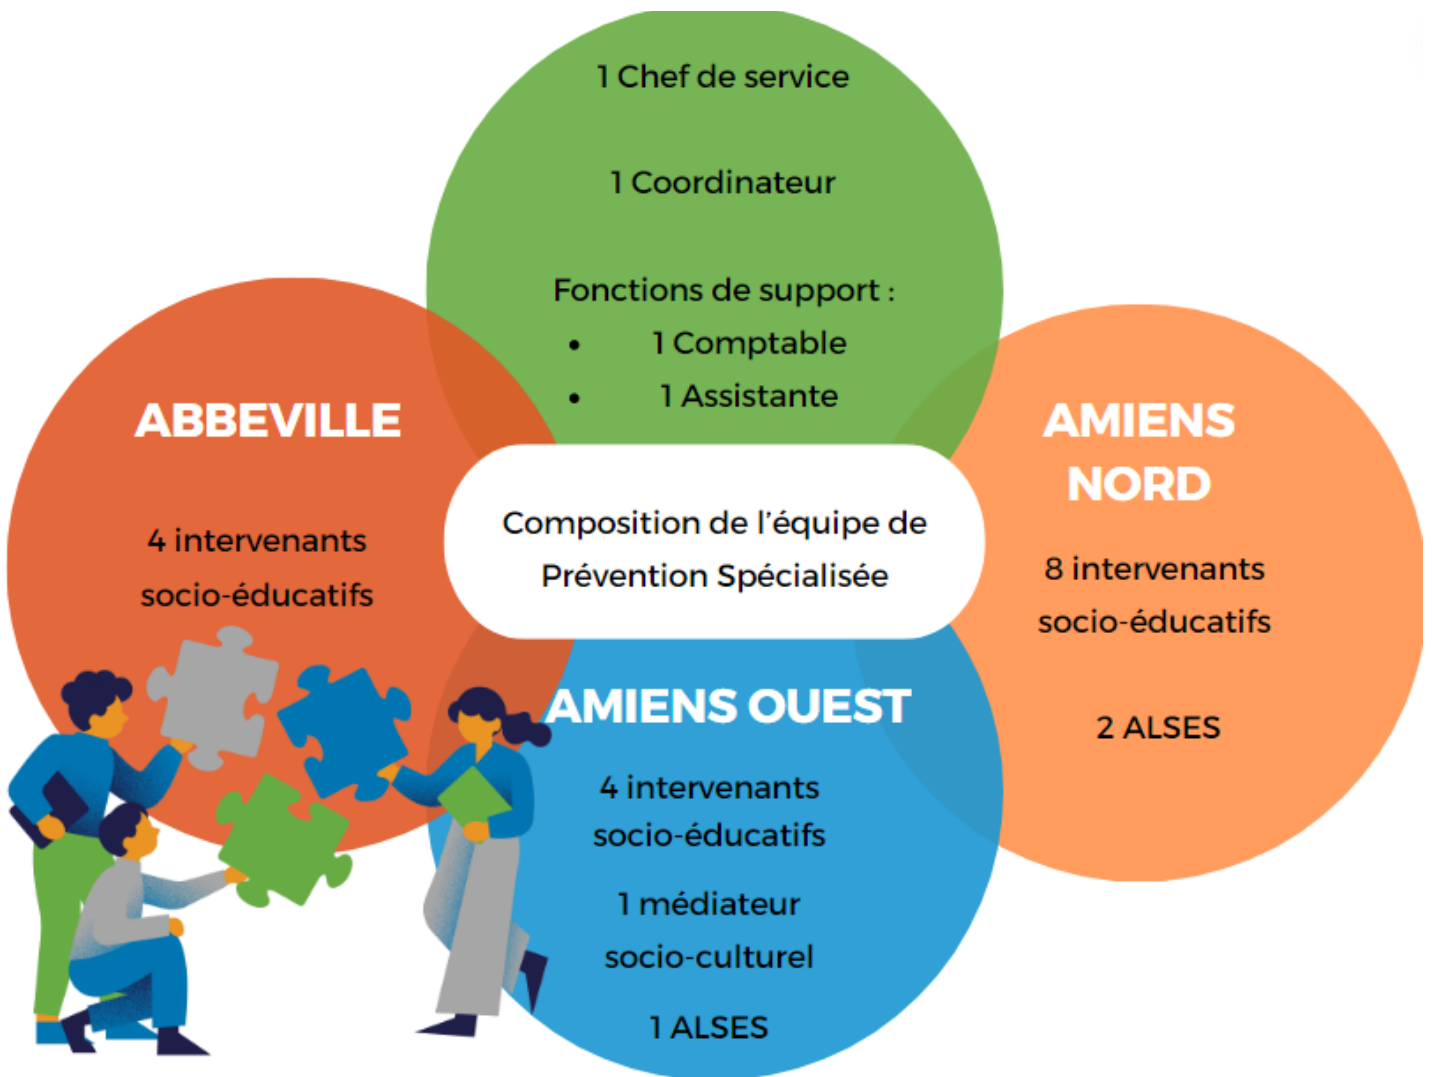 1 Chef de service
1 Coordinateur
Fonctions de support :
• 1 Comptable
• 1 Assistante
ABBEVILLE
4 intervenants
socio-éducatifs
Composition de l’équipe de
Prévention Spécialisée
AMIENS
NORD
8 intervenants
socio-éducatifs
2 ALSES
AMIENS OUEST
4 intervenants
socio-éducatifs
1 médiateur
socio-culturel
1 ALSES